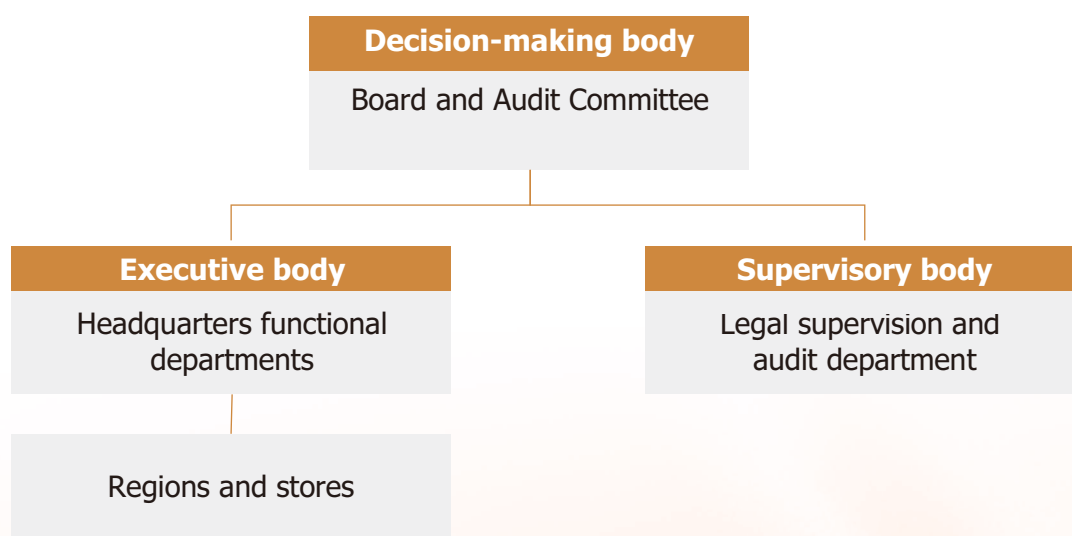 Decision-making body
Board and Audit Committee
Executive body
Headquarters functional
departments
Supervisory body
Legal supervision and
audit department
Regions and stores